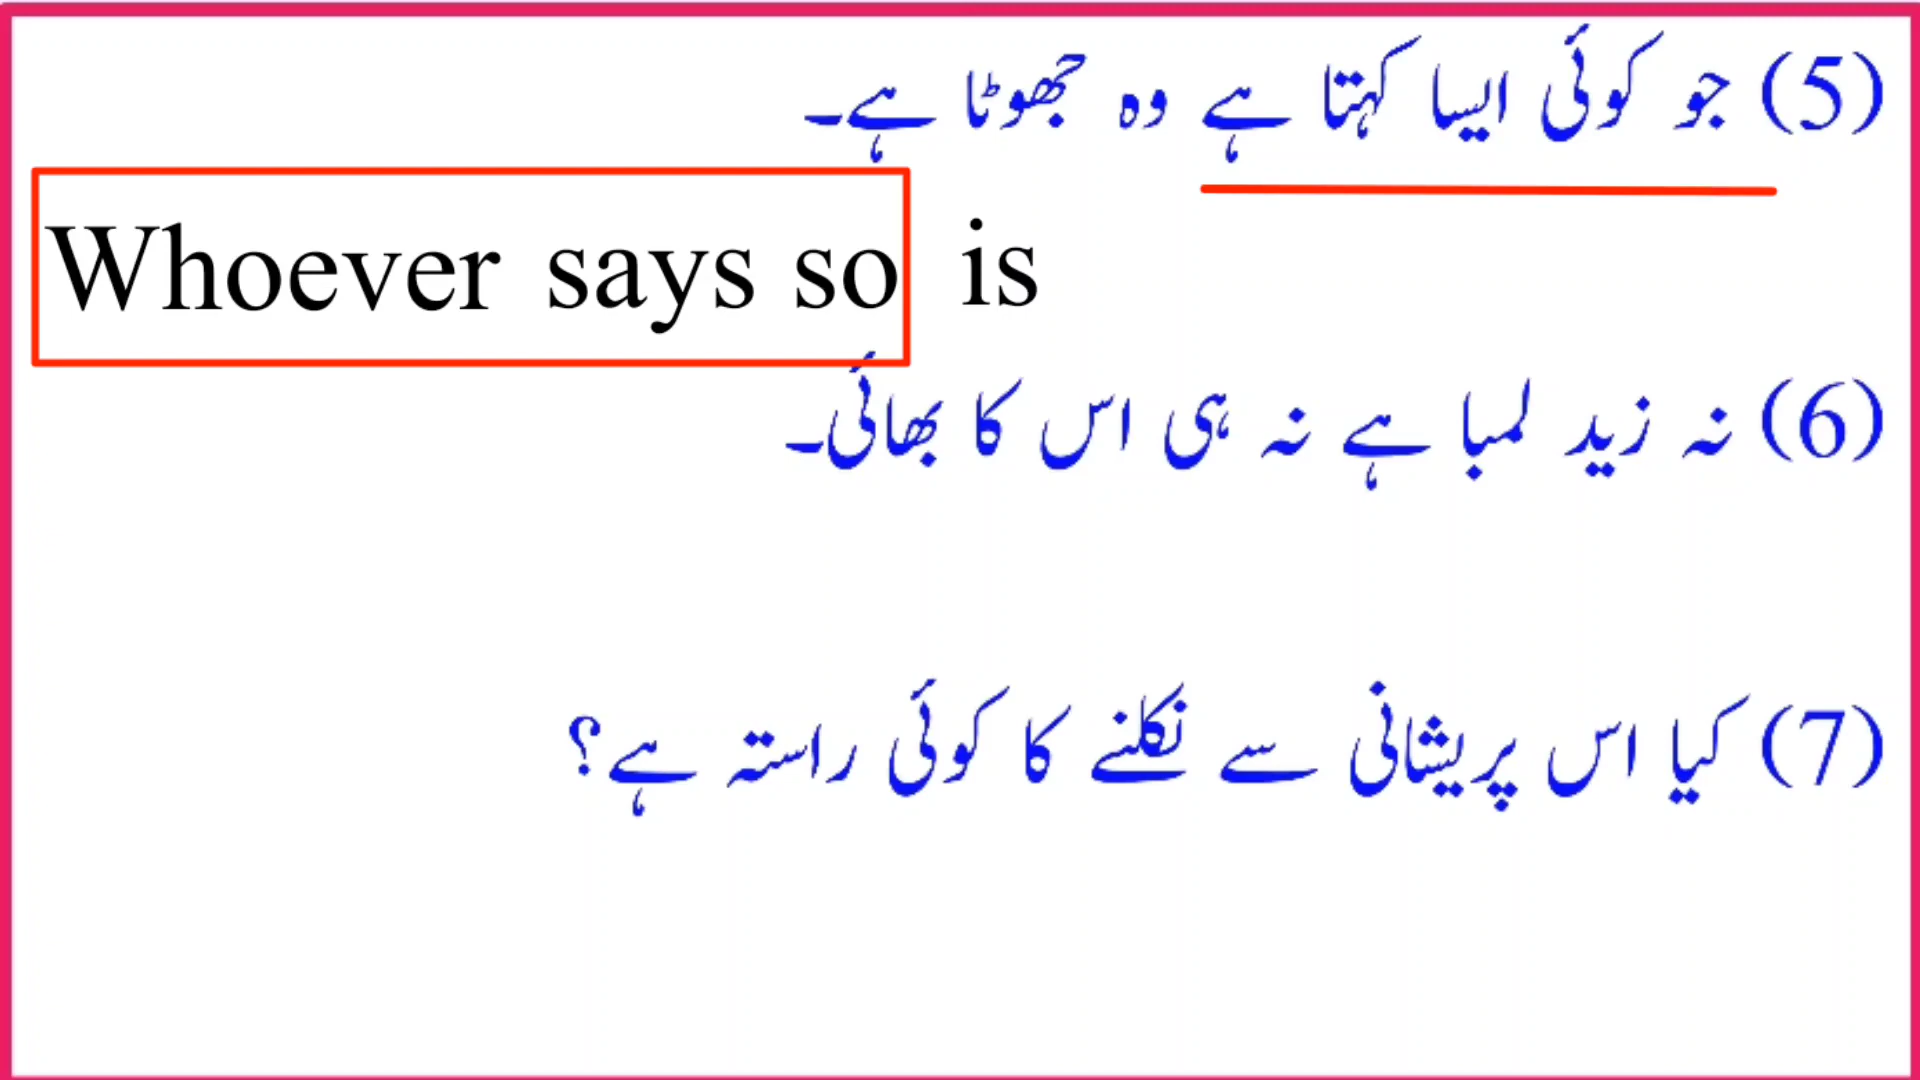 (5) جو کوئی ایسا کہتا ہے وہ جھوٹا ہے۔
Whoever says so is
(6) نہ زید لمبا ہے نہ ہی اس کا بھائی۔
(7) کیا اس پریشانی سے نکلنے کا کوئی راستہ ہے؟